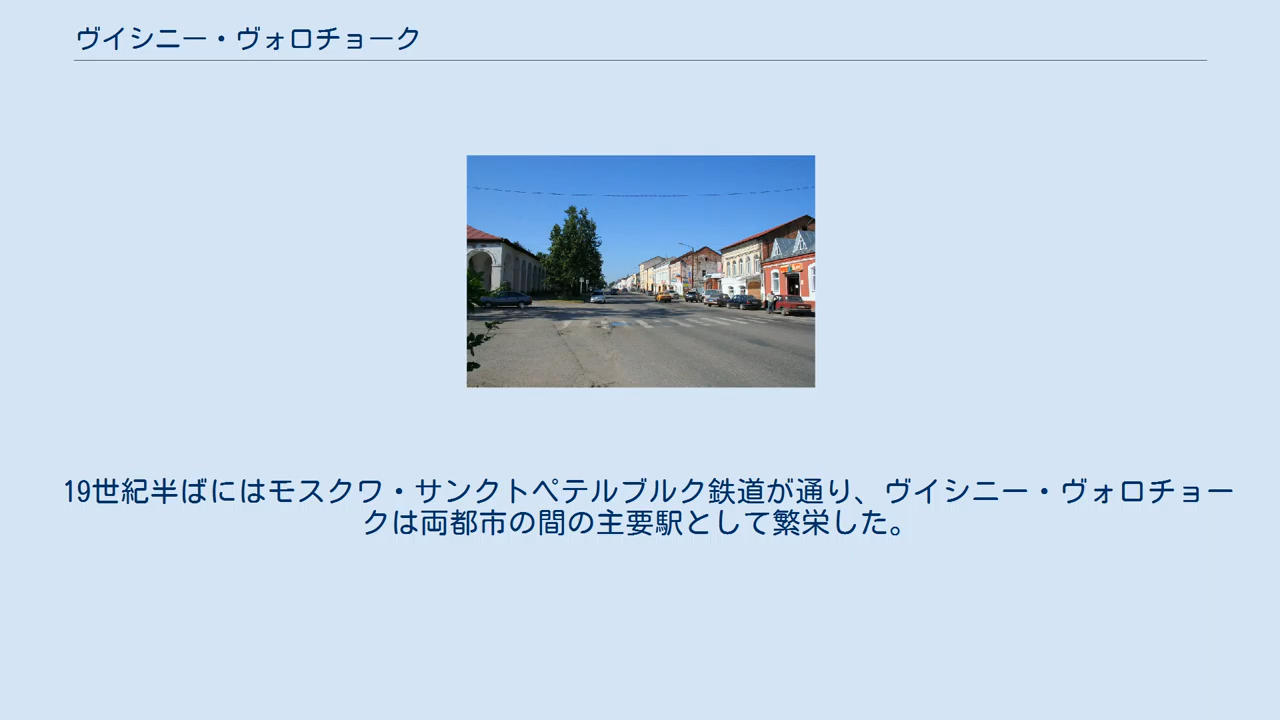 ヴイシニー・ヴォロチョーク
19世紀半ばにはモスクワ・サンクトペテルブルク鉄道が通り、ヴイシニー・ヴォロチョー
クは両都市の間の主要駅として繁栄した。